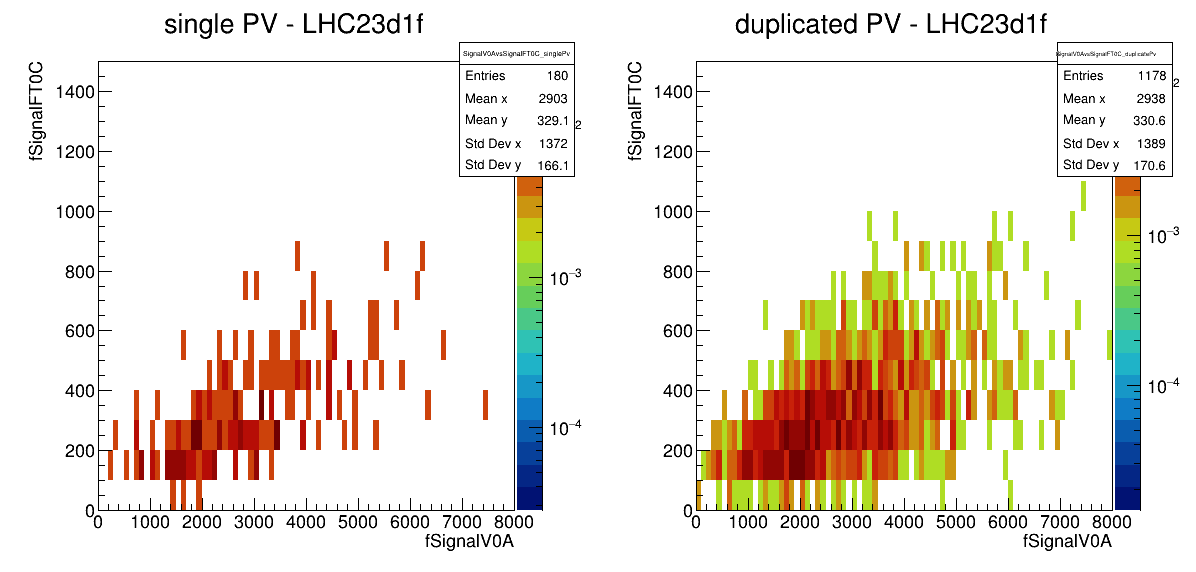 single PV - LHC23d1f
SignalV0AvsSignalFT0C_singlePv
Entries 180
Mean x 2903
Mean y 329.1
Std Dev x 1372
Std Dev y 166.1
fSignalFT0C
1400
1200
1000
800
600
400
200
0
0 1000 2000 3000 4000 5000 6000 7000 8000
fSignalV0A
2
10−3
10−4
duplicated PV - LHC23d1f
SignalV0AvsSignalFT0C_duplicatePv
Entries 1178
Mean x 2938
Mean y 330.6
Std Dev x 1389
Std Dev y 170.6
fSignalFT0C
1400
1200
1000
800
600
400
200
0
0 1000 2000 3000 4000 5000 6000 7000 8000
fSignalV0A
2
10−3
10−4